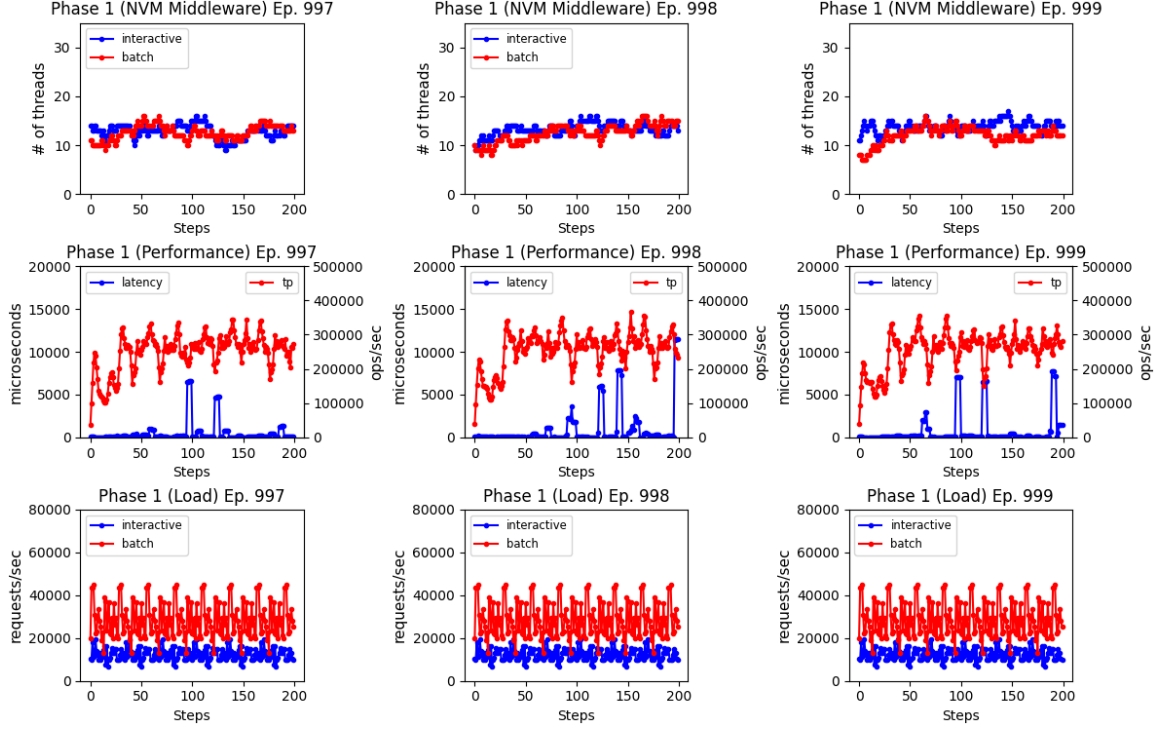 Phase 1 (NVM Middleware) Ep. 997
# of threads
30
20
10
0
interactive
batch
0 50 100 150 200
Steps
Phase 1 (NVM Middleware) Ep. 998
# of threads
30
20
10
0
interactive
batch
0 50 100 150 200
Steps
Phase 1 (NVM Middleware) Ep. 999
# of threads
30
20
10
0
0 50 100 150 200
Steps
Phase 1 (Performance) Ep. 997
microseconds
20000
15000
10000
5000
0
latency
tp
500000
400000
300000
200000
100000
0
ops/sec
0 50 100 150 200
Steps
Phase 1 (Performance) Ep. 998
microseconds
20000
15000
10000
5000
0
latency
tp
500000
400000
300000
200000
100000
0
ops/sec
0 50 100 150 200
Steps
Phase 1 (Performance) Ep. 999
microseconds
20000
15000
10000
5000
0
latency
tp
500000
400000
300000
200000
100000
0
ops/sec
0 50 100 150 200
Steps
Phase 1 (Load) Ep. 997
requests/sec
80000
60000
40000
20000
0
interactive
batch
0 50 100 150 200
Steps
Phase 1 (Load) Ep. 998
requests/sec
80000
60000
40000
20000
0
interactive
batch
0 50 100 150 200
Steps
Phase 1 (Load) Ep. 999
requests/sec
80000
60000
40000
20000
0
interactive
batch
0 50 100 150 200
Steps